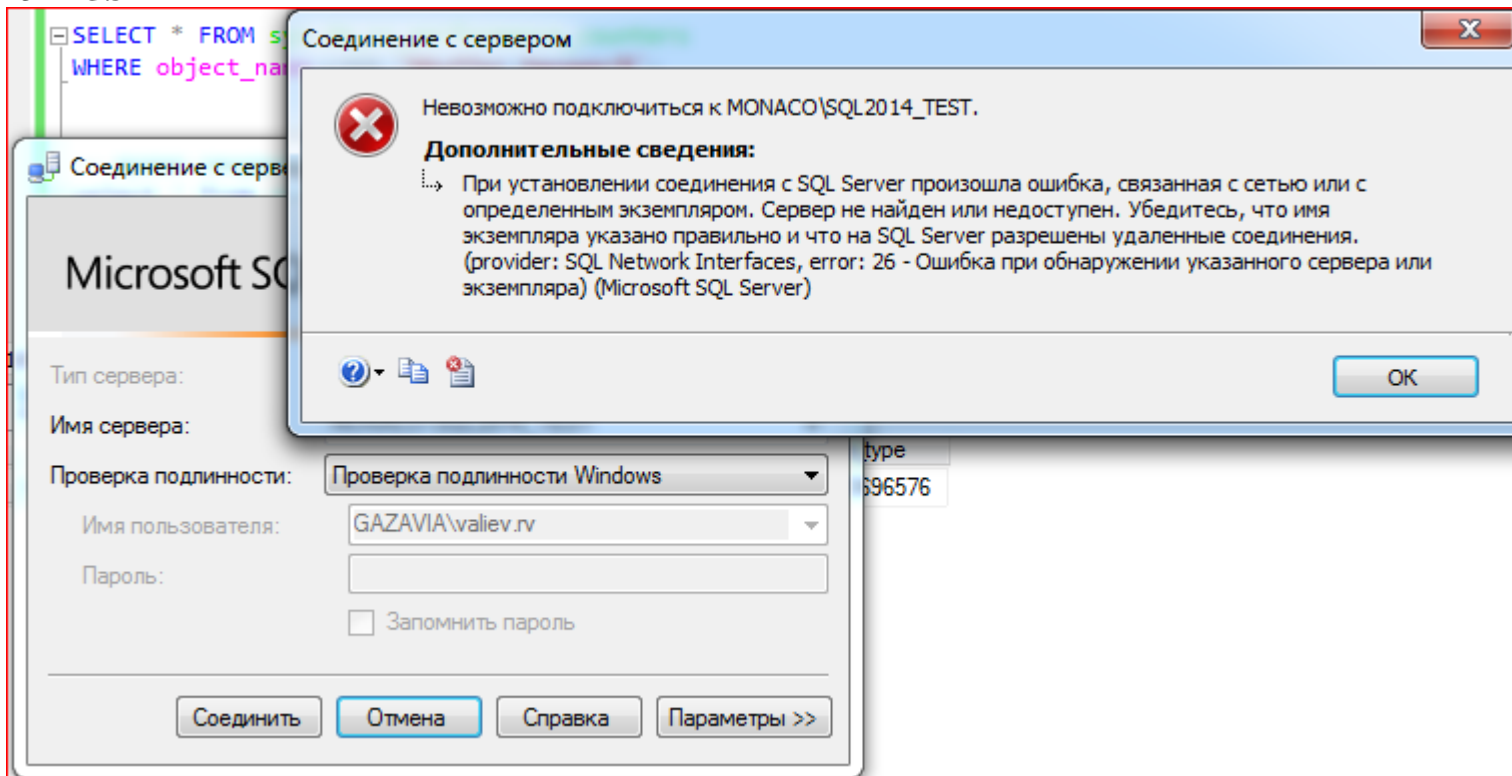 SELECT * FROM s
WHERE object_na
Соединение с сервером
Невозможно подключиться к MONACO\SQL2014_TEST.
Дополнительные сведения:
При установлении соединения с SQL Server произошла ошибка, связанная с сетью или с
определенным экземпляром. Сервер не найден или недоступен. Убедитесь, что имя
экземпляра указано правильно и что на SQL Server разрешены удаленные соединения.
(provider: SQL Network Interfaces, error: 26 - Ошибка при обнаружении указанного сервера или
экземпляра) (Microsoft SQL Server)
OK
Соединение с серве
Microsoft SQ
Тип сервера:
Имя сервера:
Проверка подлинности: Проверка подлинности Windows
Имя пользователя: GAZAVIA\valiev.rv
Пароль:
Запомнить пароль
Соединить Отмена Справка Параметры >>
type
696576